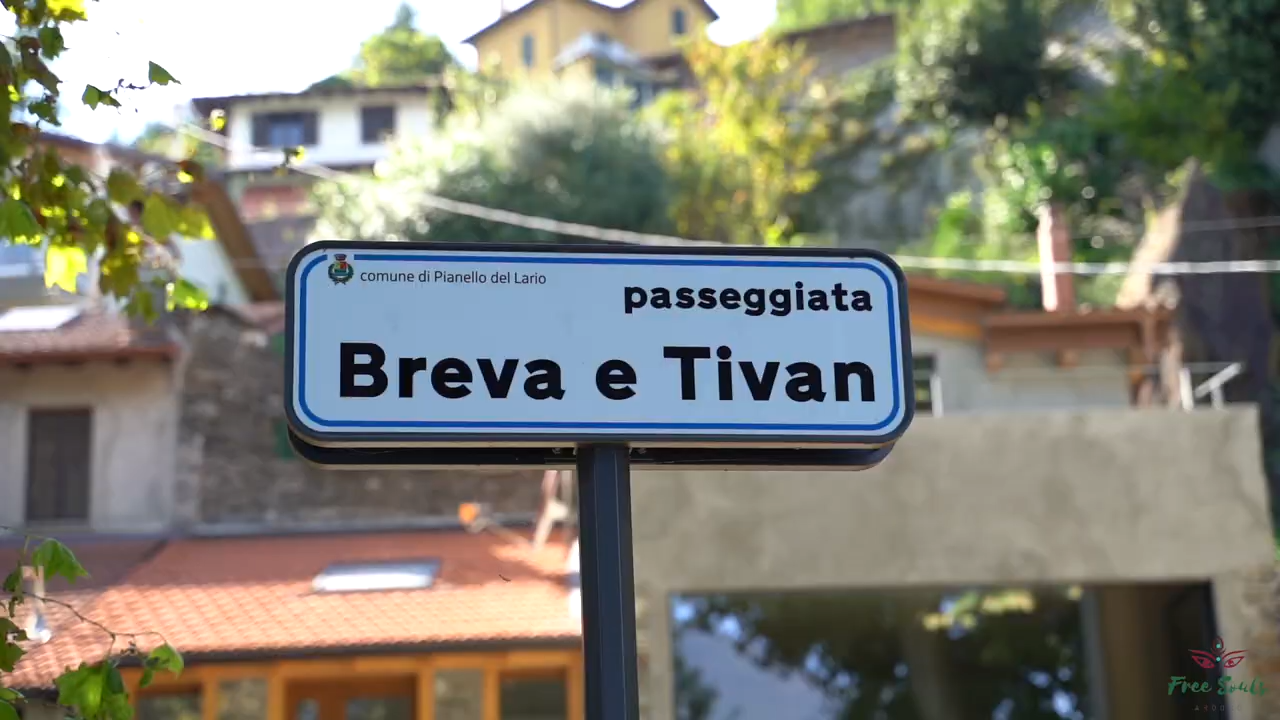 comune di Pianello del Lario
passeggiata
Breva e Tivan
Free Souls